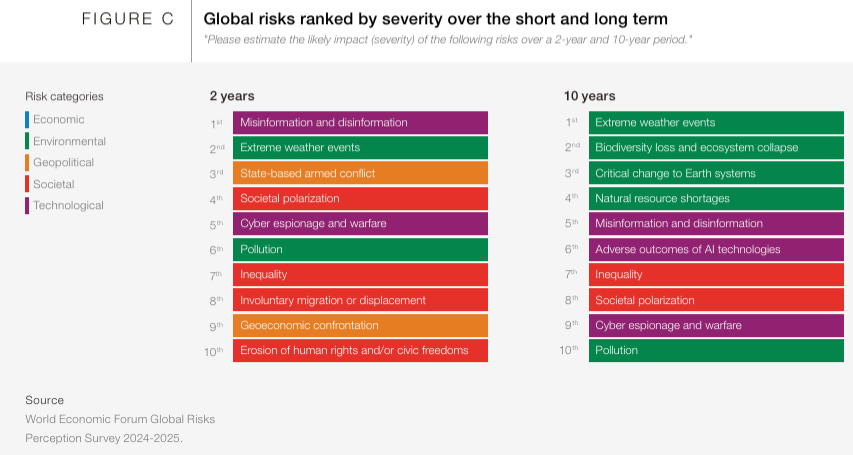 FIGURE C
Global risks ranked by severity over the short and long term
"Please estimate the likely impact (severity) of the following risks over a 2-year and 10-year period."
Risk categories
Economic
Environmental
Geopolitical
Societal
Technological
2 years
1st Misinformation and disinformation
2nd Extreme weather events
3rd State-based armed conflict
4th Societal polarization
5th Cyber espionage and warfare
6th Pollution
7th Inequality
8th Involuntary migration or displacement
9th Geoeconomic confrontation
10th Erosion of human rights and/or civic freedoms
10 years
1st Extreme weather events
2nd Biodiversity loss and ecosystem collapse
3rd Critical change to Earth systems
4th Natural resource shortages
5th Misinformation and disinformation
6th Adverse outcomes of AI technologies
7th Inequality
8th Societal polarization
9th Cyber espionage and warfare
10th Pollution
Source
World Economic Forum Global Risks
Perception Survey 2024-2025.